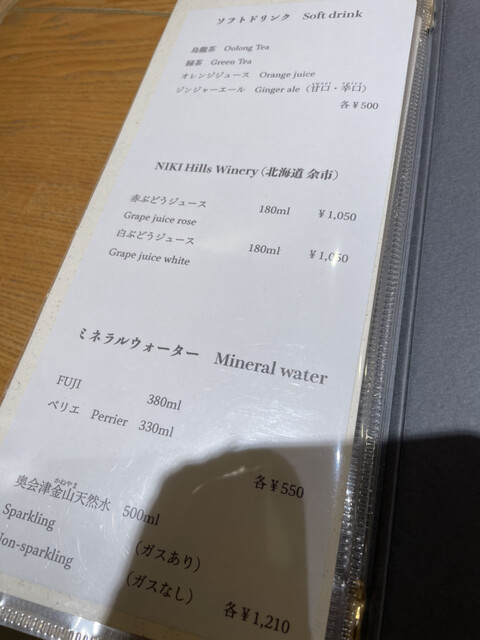 ソフトドリンク Soft drink
烏龍茶 Oolong Tea
緑茶 Green Tea
オレンジジュース Orange juice
ジンジャーエール Ginger ale (甘口・辛口)
各¥500
NIKI Hills Winery(北海道 余市)
赤ぶどうジュース 180ml ¥1,050
Grape juice rose
白ぶどうジュース 180ml ¥1,050
Grape juice white
ミネラルウォーター Mineral water
FUJI 380ml
ペリエ Perrier 330ml
各¥550
かねやま
奥会津金山天然水 500ml
Sparkling (ガスあり)
Non-sparkling (ガスなし)
各¥1,210